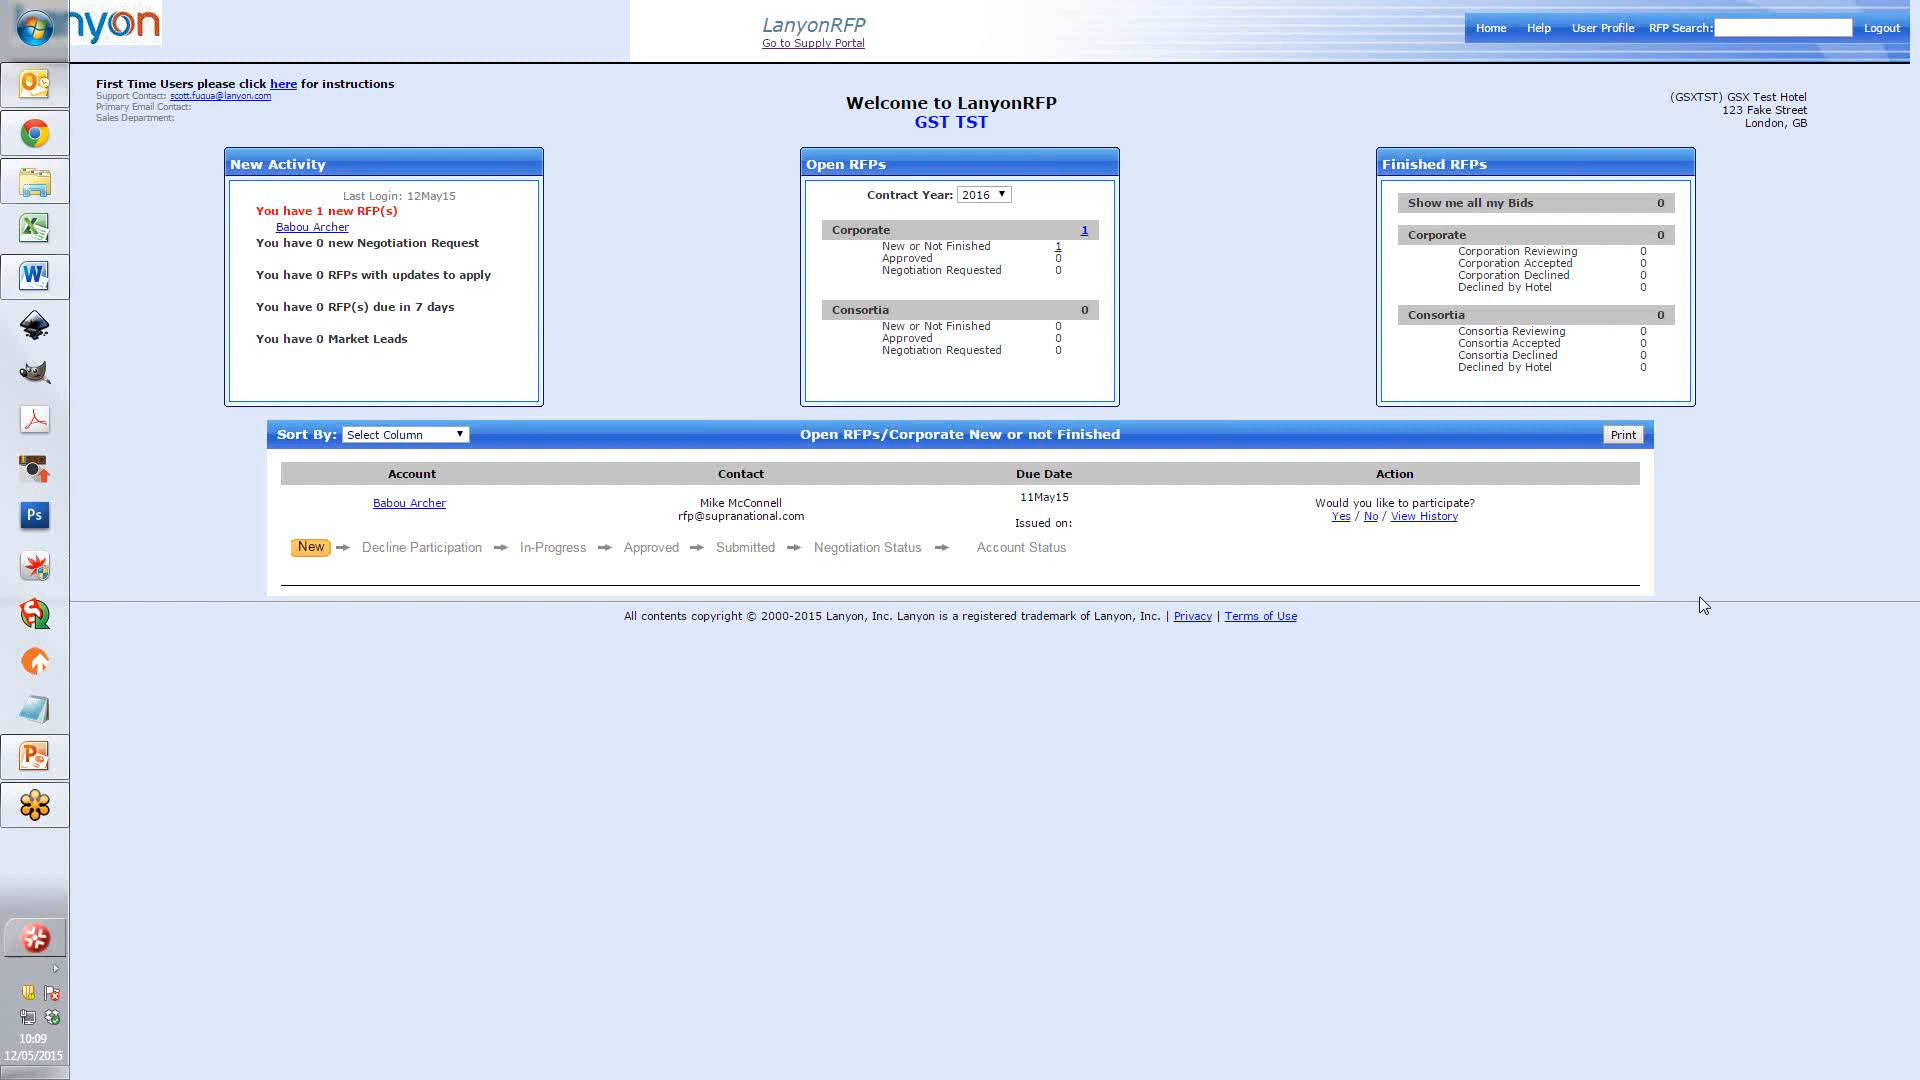 nyon
LanyonRFP
Go to Supply Portal
Home Help User Profile RFP Search: Logout
First Time Users please click here for instructions
Support Contact: scott.fuqua@lanyon.com
Primary Email Contact:
Sales Department:
Welcome to LanyonRFP
GST TST
(GSXTST) GSX Test Hotel
123 Fake Street
London, GB
New Activity
Last Login: 12May15
You have 1 new RFP(s)
Babou Archer
You have 0 new Negotiation Request
You have 0 RFPs with updates to apply
You have 0 RFP(s) due in 7 days
You have 0 Market Leads
Open RFPs
Contract Year: 2016
Corporate 1
New or Not Finished 1
Approved 0
Negotiation Requested 0
Consortia 0
New or Not Finished 0
Approved 0
Negotiation Requested 0
Finished RFPs
Show me all my Bids 0
Corporate 0
Corporation Reviewing 0
Corporation Accepted 0
Corporation Declined 0
Declined by Hotel 0
Consortia 0
Consortia Reviewing 0
Consortia Accepted 0
Consortia Declined 0
Declined by Hotel 0
Sort By: Select Column Open RFPs/Corporate New or not Finished Print
Account Contact Due Date Action
Babou Archer
Mike McConnell
rfp@supranational.com
11May15
Issued on:
Would you like to participate?
Yes / No / View History
New Decline Participation In-Progress Approved Submitted Negotiation Status Account Status
All contents copyright © 2000-2015 Lanyon, Inc. Lanyon is a registered trademark of Lanyon, Inc. | Privacy | Terms of Use
Ps
10:09
12/05/2015